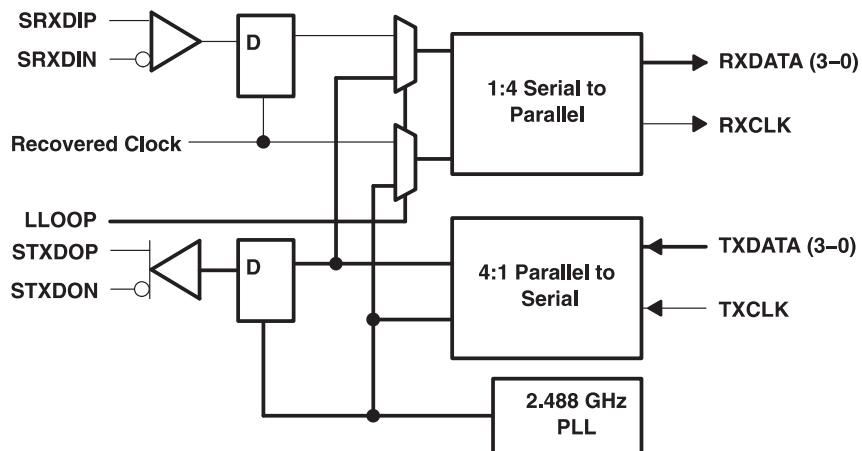 SRXDIP
SRXDIN
D
1:4 Serial to
Parallel
RXDATA (3–0)
RXCLK
Recovered Clock
LLOOP
STXDOP
STXDON
D
4:1 Parallel to
Serial
TXDATA (3–0)
TXCLK
2.488 GHz
PLL